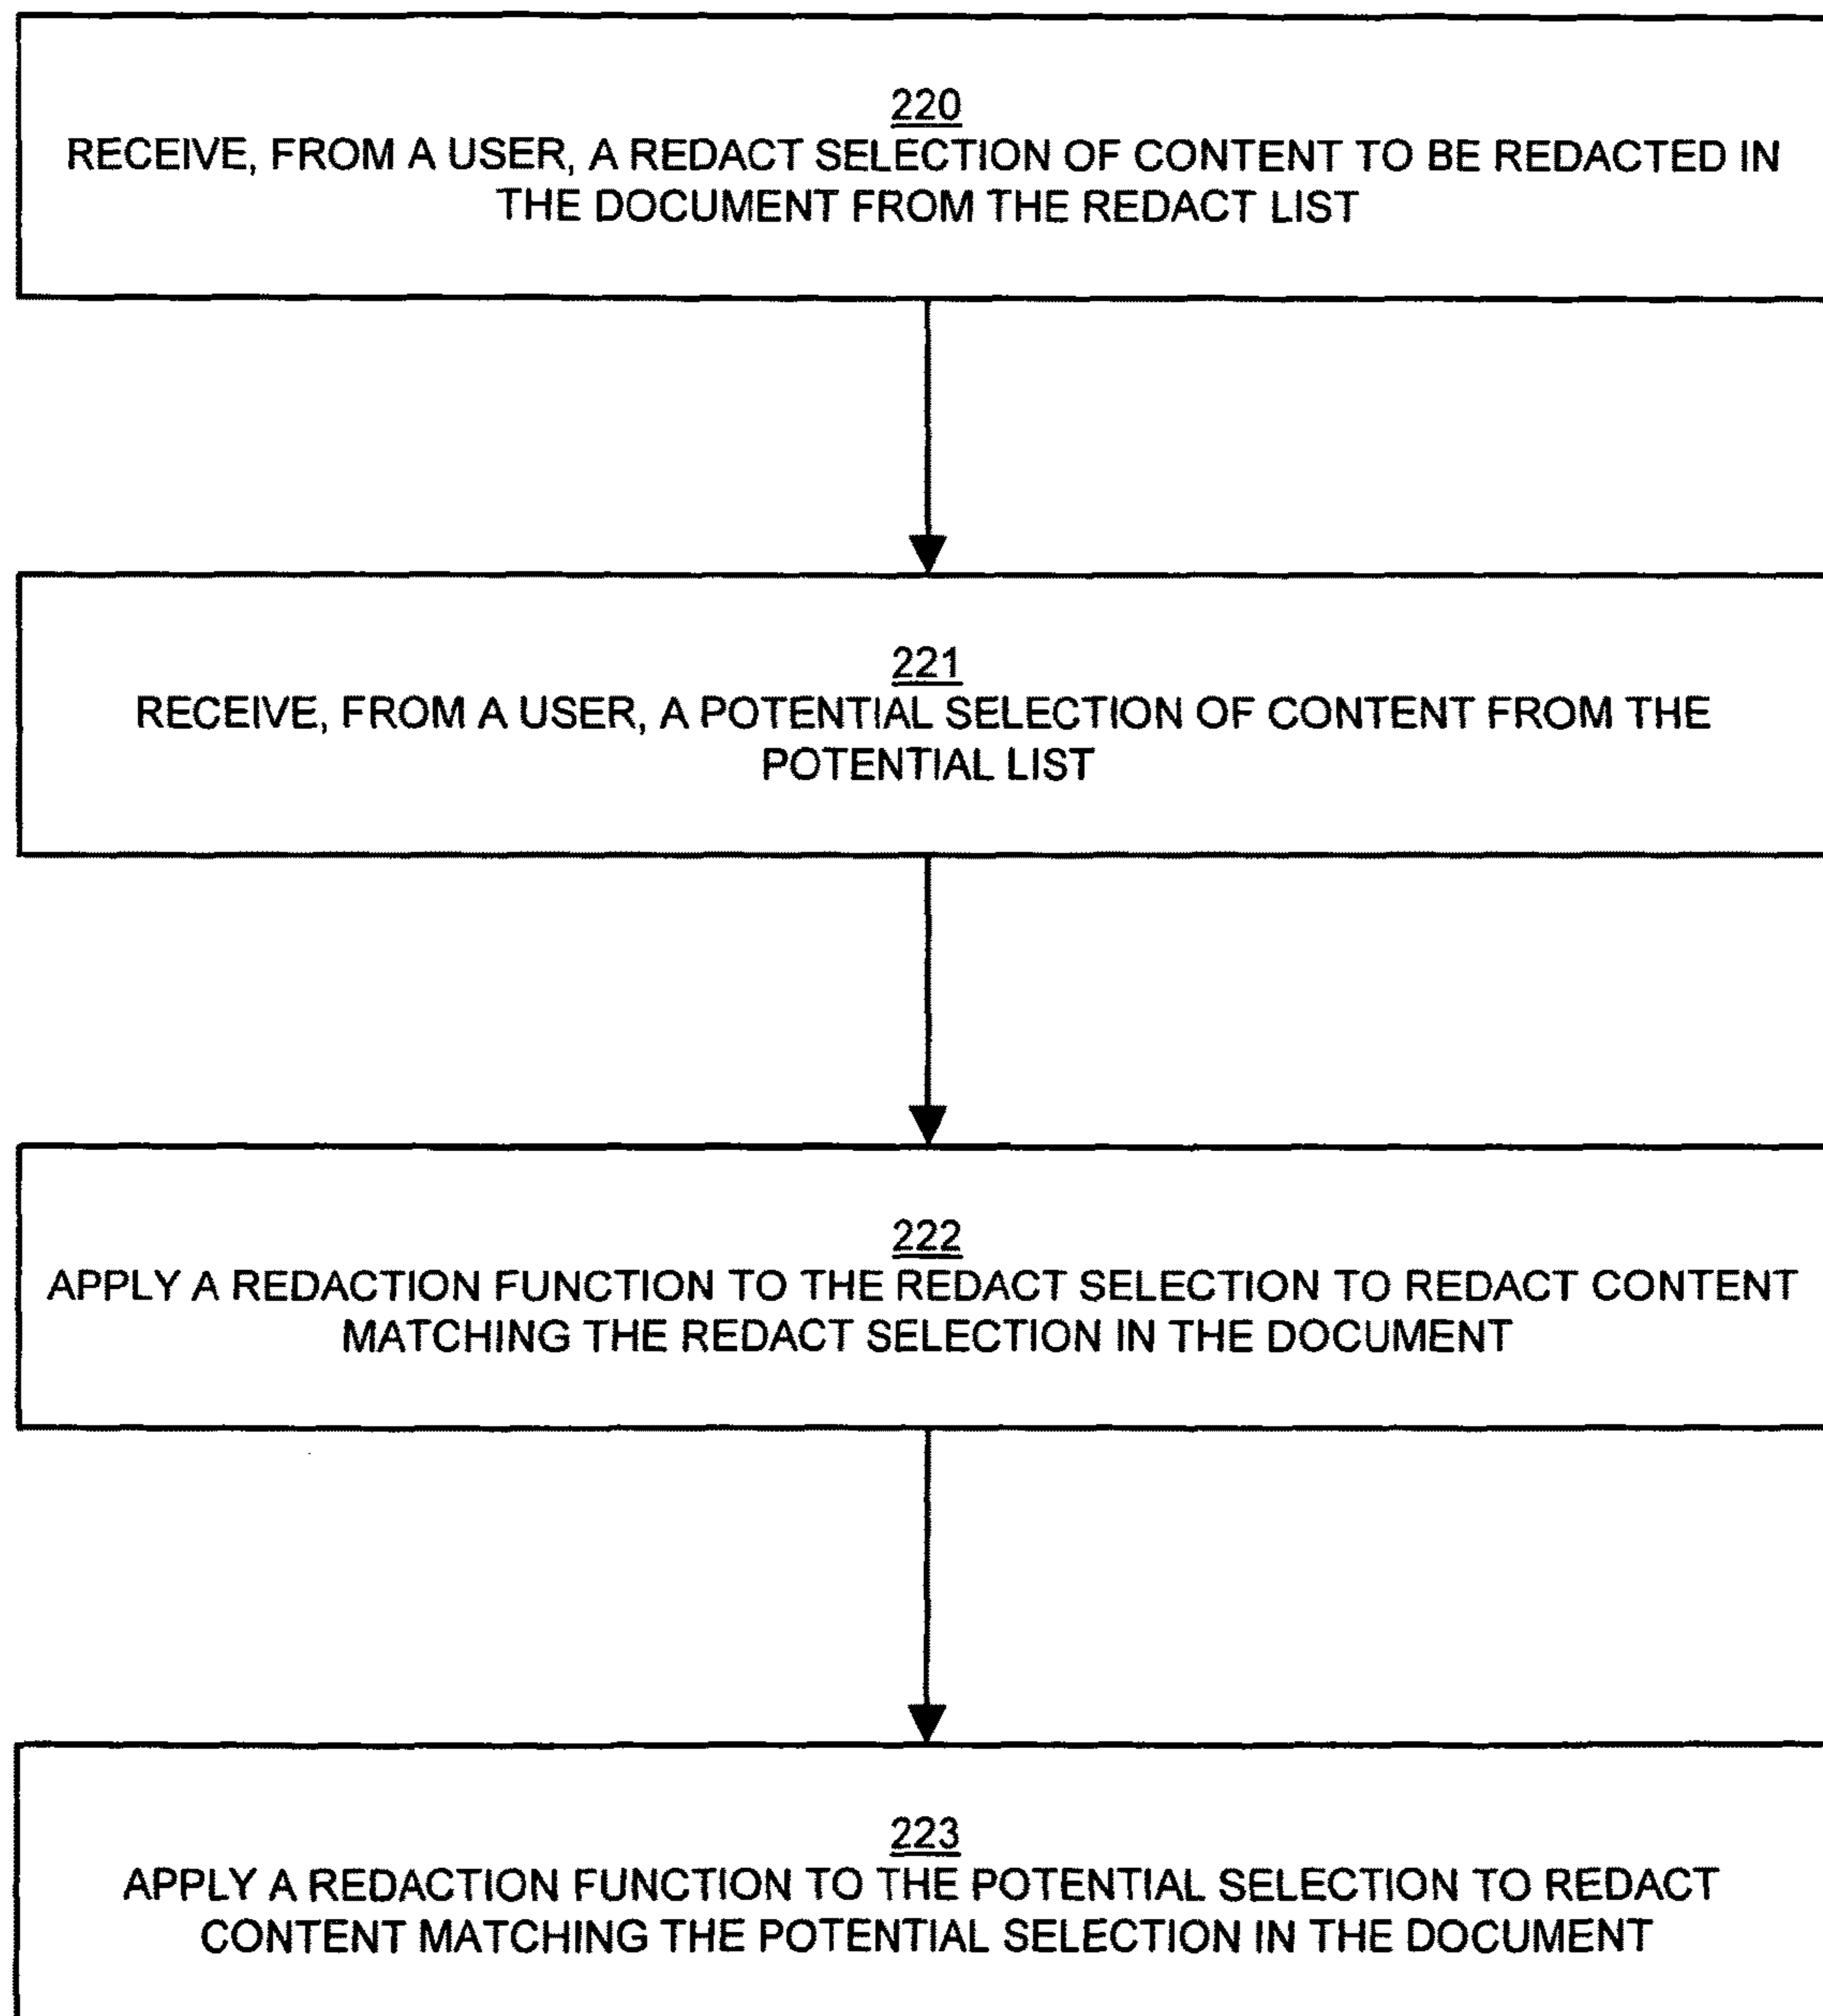 220
RECEIVE, FROM A USER, A REDACT SELECTION OF CONTENT TO BE REDACTED IN
THE DOCUMENT FROM THE REDACT LIST
221
RECEIVE, FROM A USER, A POTENTIAL SELECTION OF CONTENT FROM THE
POTENTIAL LIST
222
APPLY A REDACTION FUNCTION TO THE REDACT SELECTION TO REDACT CONTENT
MATCHING THE REDACT SELECTION IN THE DOCUMENT
223
APPLY A REDACTION FUNCTION TO THE POTENTIAL SELECTION TO REDACT
CONTENT MATCHING THE POTENTIAL SELECTION IN THE DOCUMENT